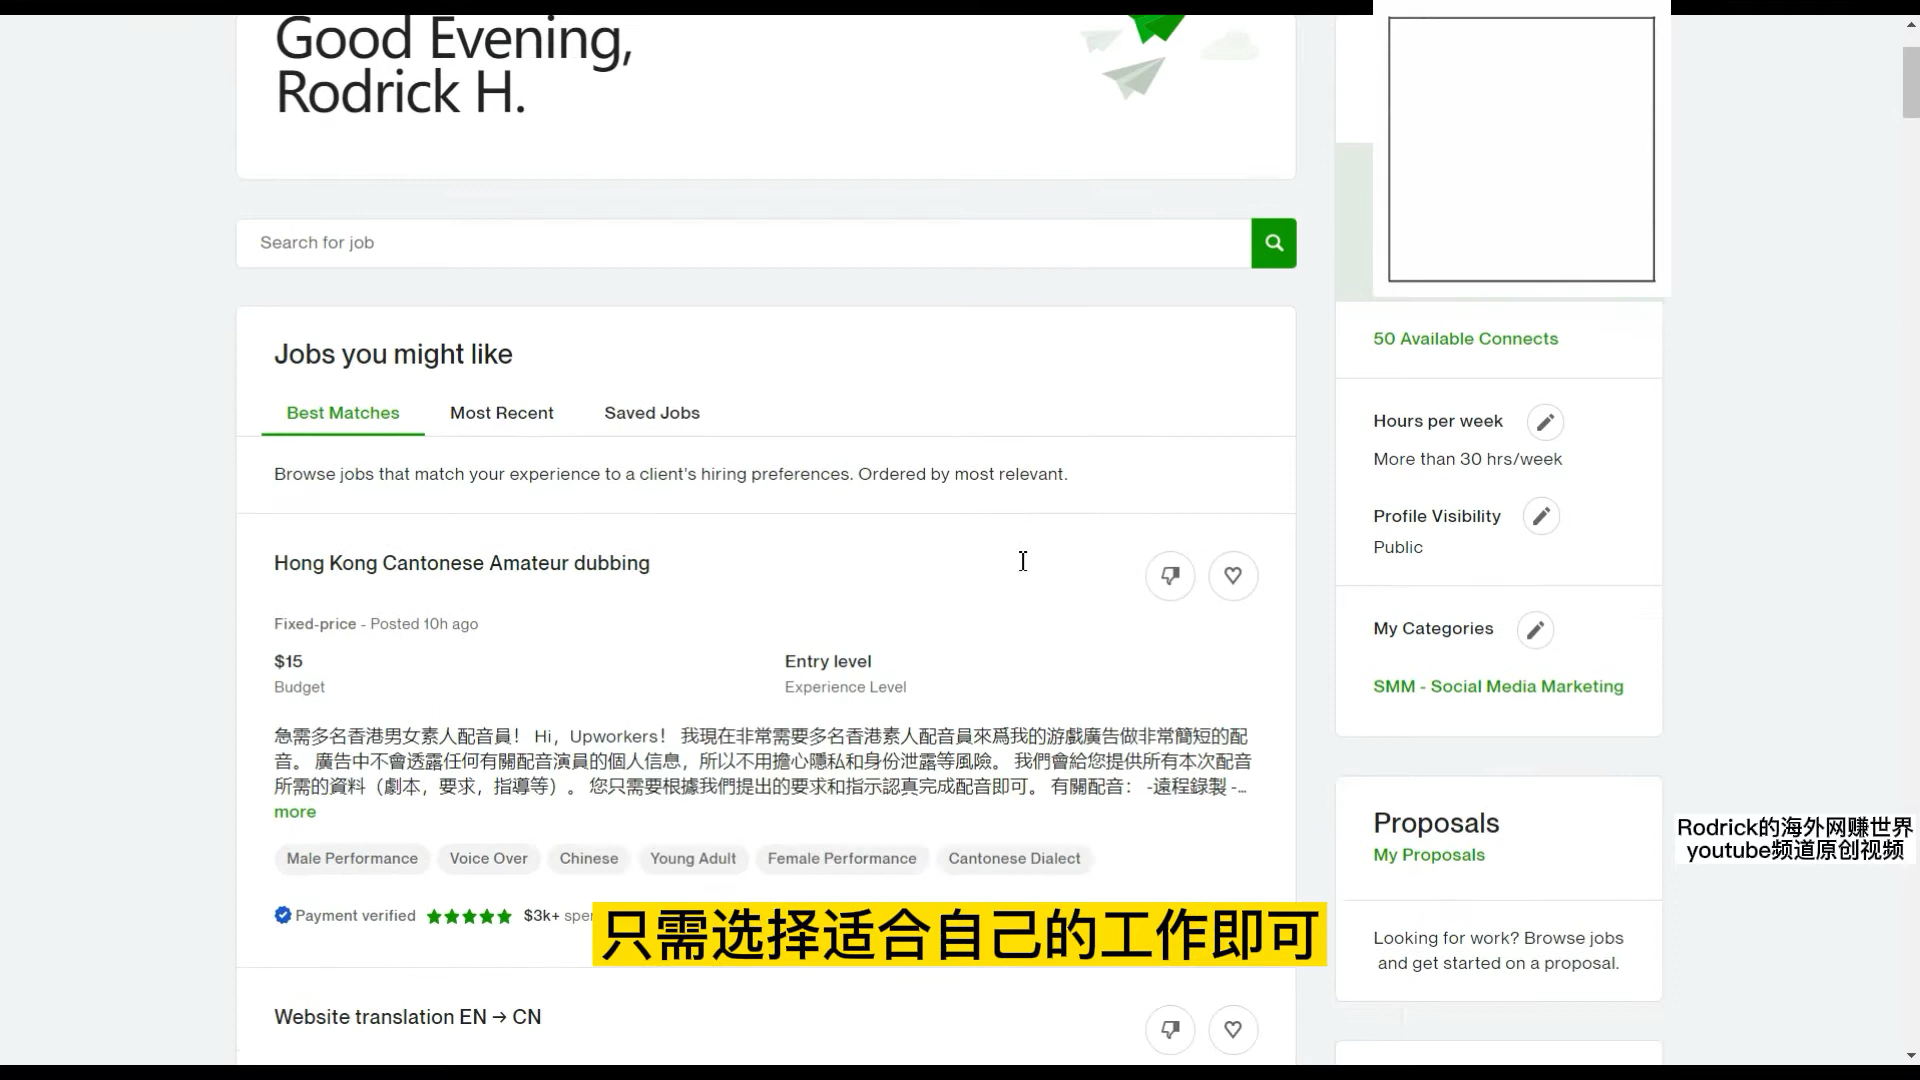 Good Evening,
Rodrick H.
Search for job
Jobs you might like
Best Matches
Most Recent
Saved Jobs
Browse jobs that match your experience to a client's hiring preferences. Ordered by most relevant.
Hong Kong Cantonese Amateur dubbing
Fixed-price - Posted 10h ago
$15
Budget
Entry level
Experience Level
急需多名香港男女素人配音員！ Hi，Upworkers！ 我現在非常需要多名香港素人配音員來爲我的游戲廣告做非常簡短的配
音。 廣告中不會透露任何有關配音演員的個人信息，所以不用擔心隱私和身份泄露等風險。 我們會給您提供所有本次配音
所需的資料（劇本，要求，指導等）。 您只需要根據我們提出的要求和指示認真完成配音即可。 有關配音： -遠程錄製 -...
more
Male Performance
Voice Over
Chinese
Young Adult
Female Performance
Cantonese Dialect
Payment verified
$3k+ spe
只需选择适合自己的工作即可
Website translation EN → CN
50 Available Connects
Hours per week
More than 30 hrs/week
Profile Visibility
Public
My Categories
SMM - Social Media Marketing
Proposals
My Proposals
Looking for work? Browse jobs
and get started on a proposal.
Rodrick的海外网赚世界
youtube频道原创视频